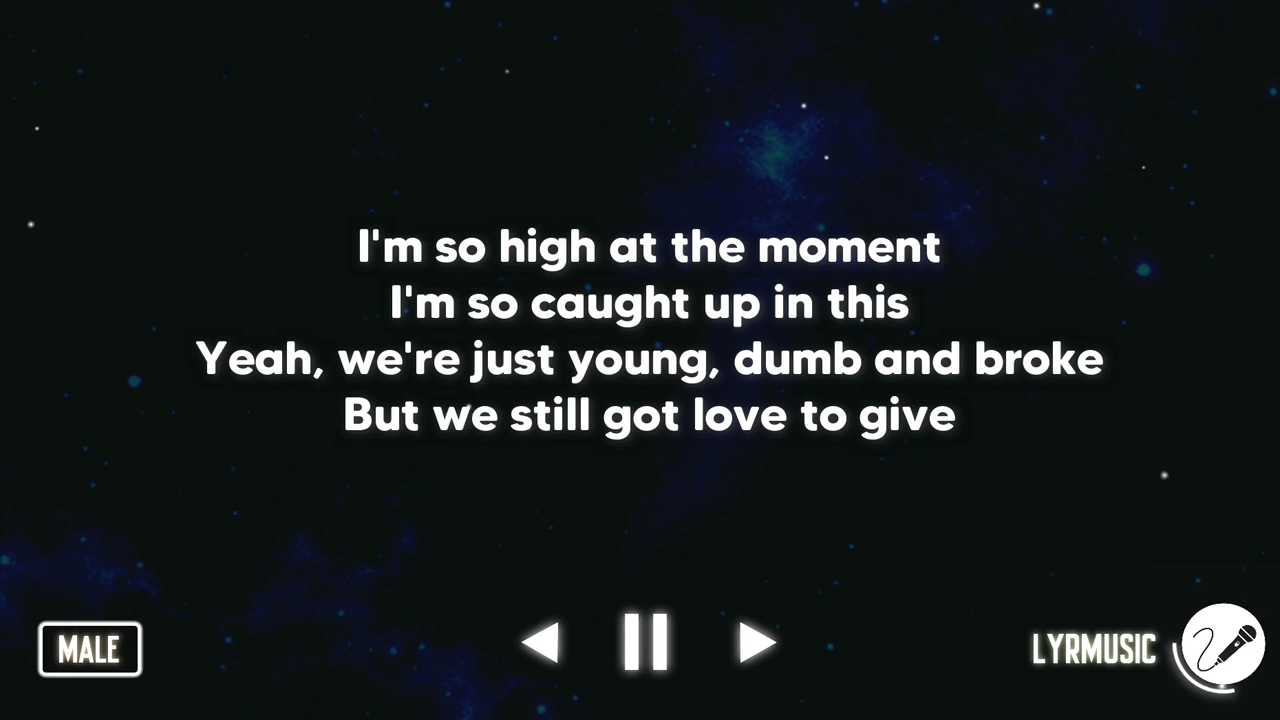 I'm so high at the moment
I'm so caught up in this
Yeah, we're just young, dumb and broke
But we still got love to give
MALE
LYRMUSIC